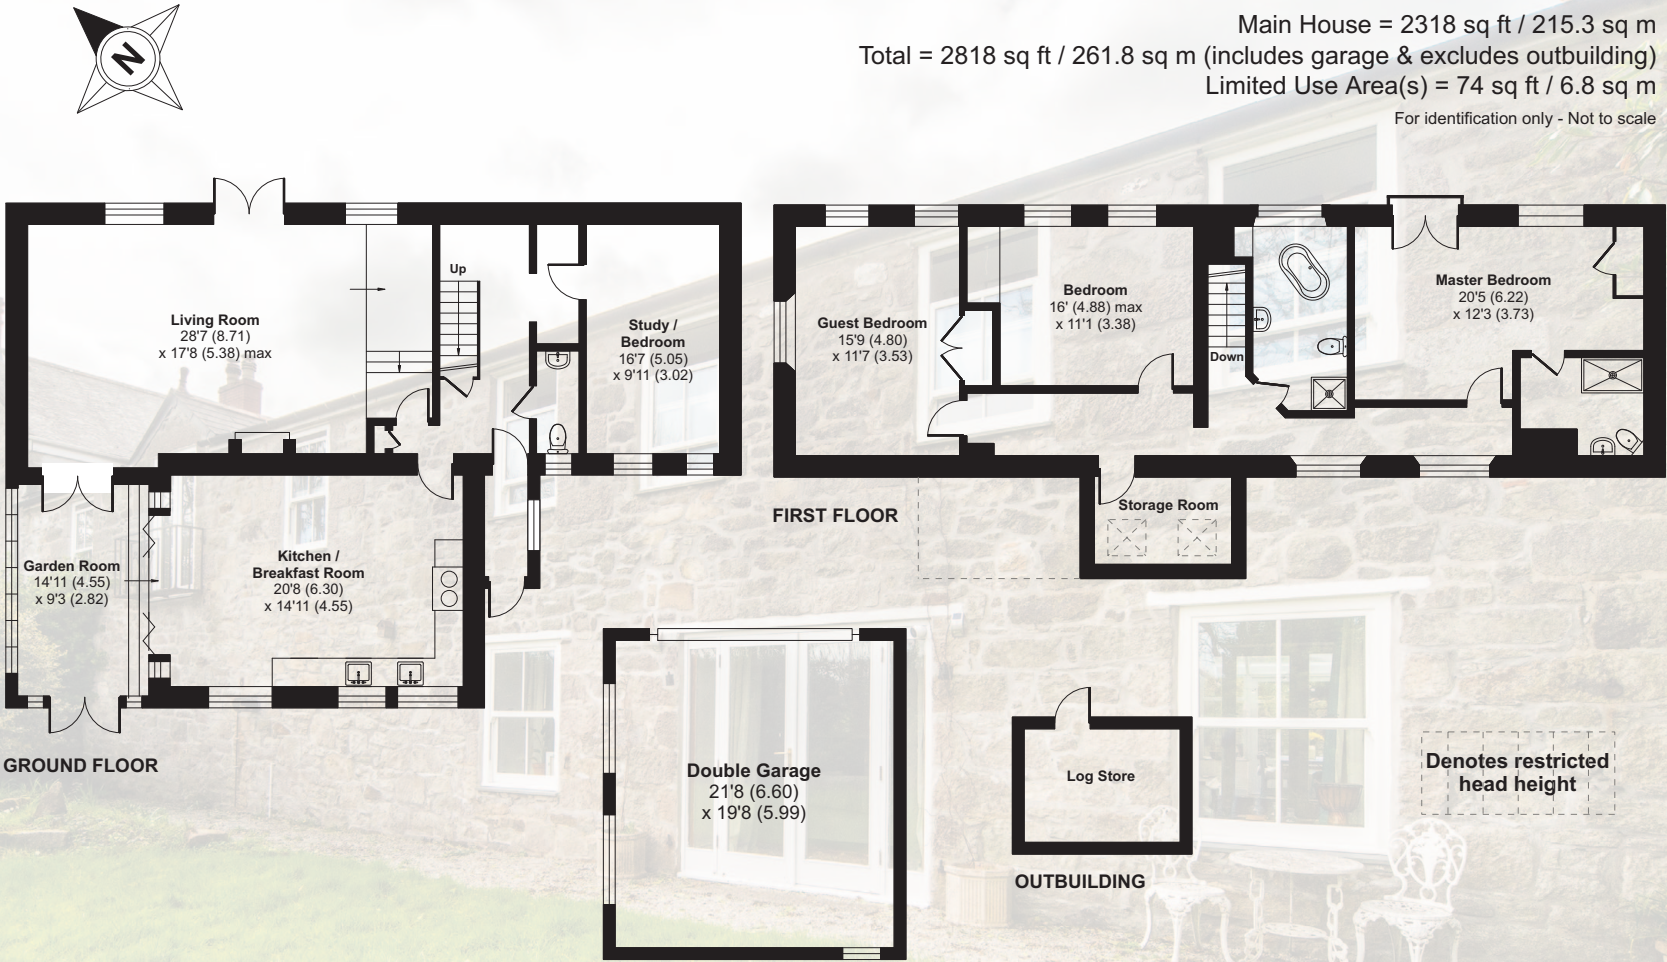 N
Main House = 2318 sq ft / 215.3 sq m
Total = 2818 sq ft / 261.8 sq m (includes garage & excludes outbuilding)
Limited Use Area(s) = 74 sq ft / 6.8 sq m
For identification only - Not to scale
Up
Living Room
28'7 (8.71)
x 17'8 (5.38) max
Study /
Bedroom
16'7 (5.05)
x 9'11 (3.02)
Garden Room
14'11 (4.55)
x 9'3 (2.82)
Kitchen /
Breakfast Room
20'8 (6.30)
x 14'11 (4.55)
GROUND FLOOR
Guest Bedroom
15'9 (4.80)
x 11'7 (3.53)
Bedroom
16' (4.88) max
x 11'1 (3.38)
Down
Master Bedroom
20'5 (6.22)
x 12'3 (3.73)
Storage Room
FIRST FLOOR
Double Garage
21'8 (6.60)
x 19'8 (5.99)
Log Store
OUTBUILDING
Denotes restricted
head height